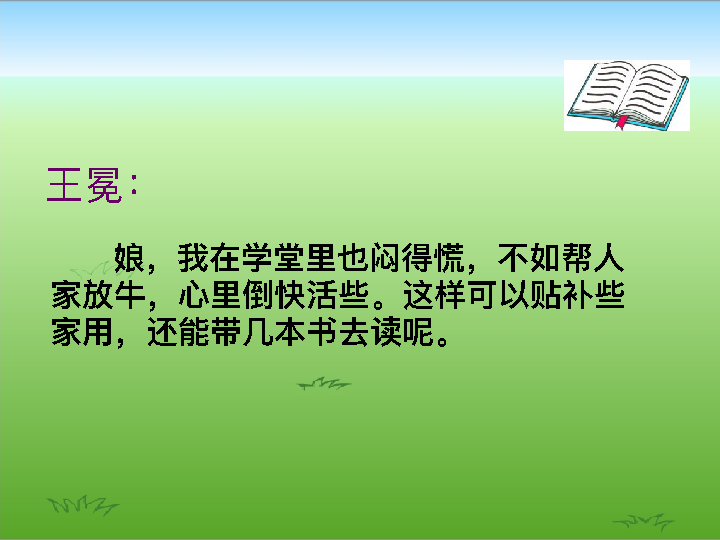 王冕：
娘，我在学堂里也闷得慌，不如帮人
家放牛，心里倒快活些。这样可以贴补些
家用，还能带几本书去读呢。